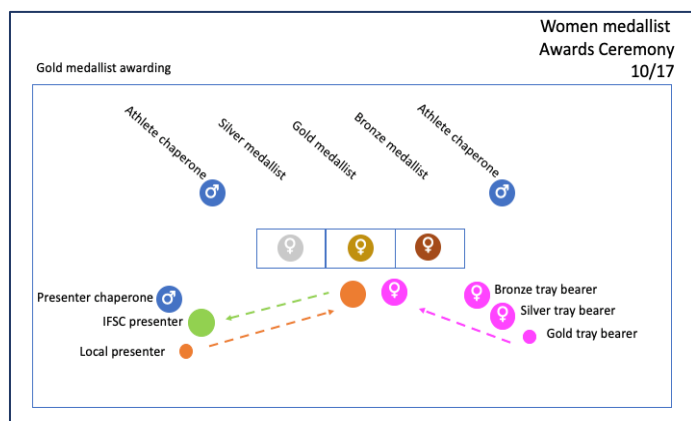 Women medallist
Awards Ceremony
10/17
Gold medallist awarding
Athlete chaperone
Silver medallist
Gold medallist
Bronze medallist
Athlete chaperone
Presenter chaperone
IFSC presenter
Local presenter
Bronze tray bearer
Silver tray bearer
Gold tray bearer